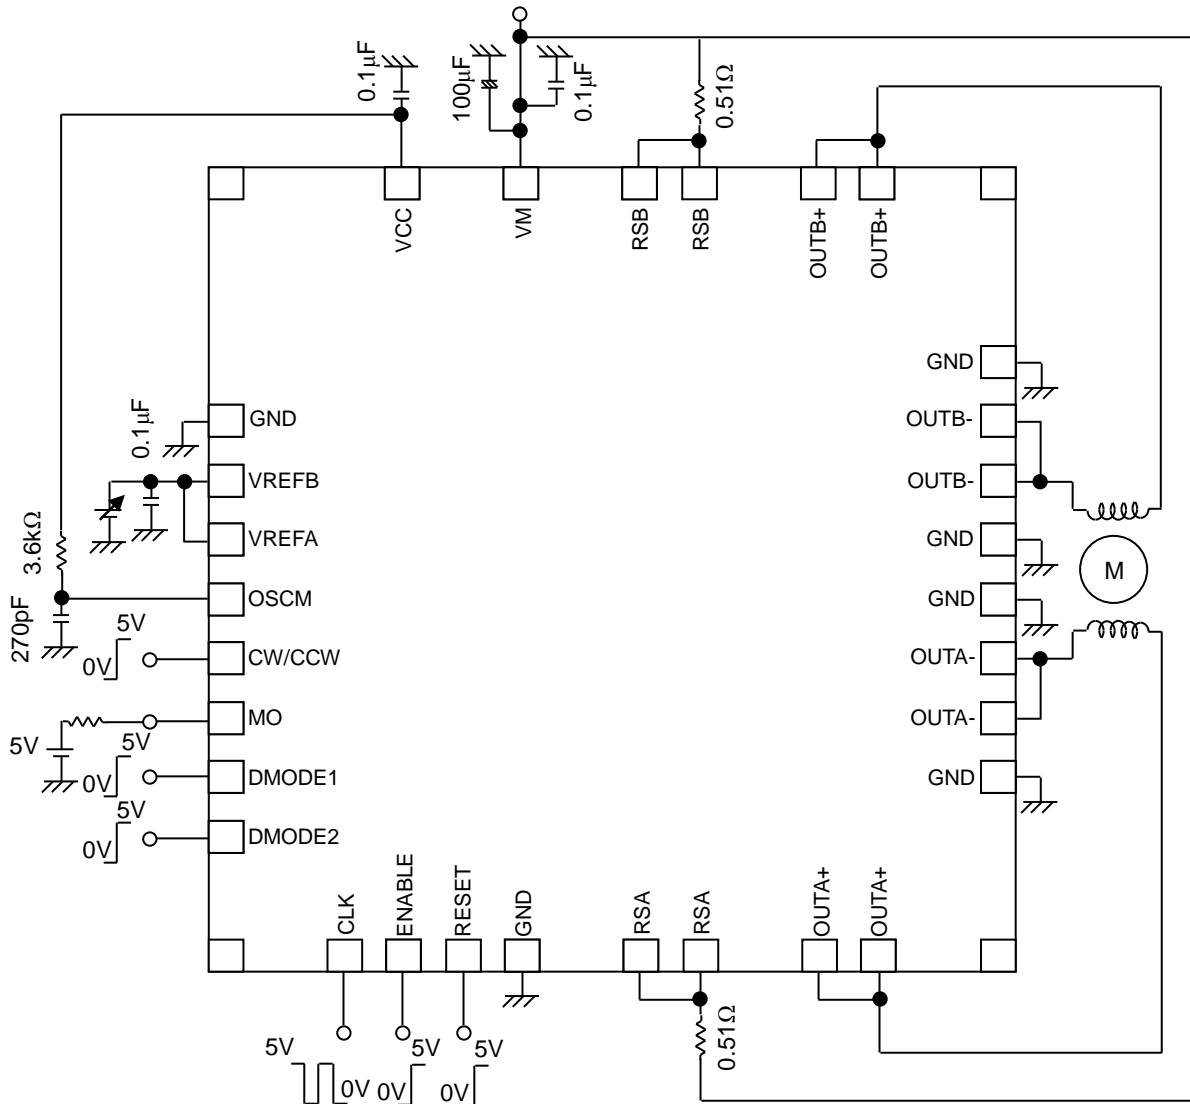 0.1μF
100μF
0.1μF
0.51Ω
VCC
VM
RSB
RSB
OUTB+
OUTB+
GND
0.1μF
GND
OUTB-
VREFB
OUTB-
3.6kΩ
VREFA
GND
M
270pF
OSCM
GND
5V
0V
CW/CCW
OUTA-
MO
OUTA-
5V
5V
0V
DMODE1
GND
5V
0V
DMODE2
CLK
ENABLE
RESET
GND
RSA
RSA
OUTA+
OUTA+
0.51Ω
5V
0V
5V
0V
5V
0V